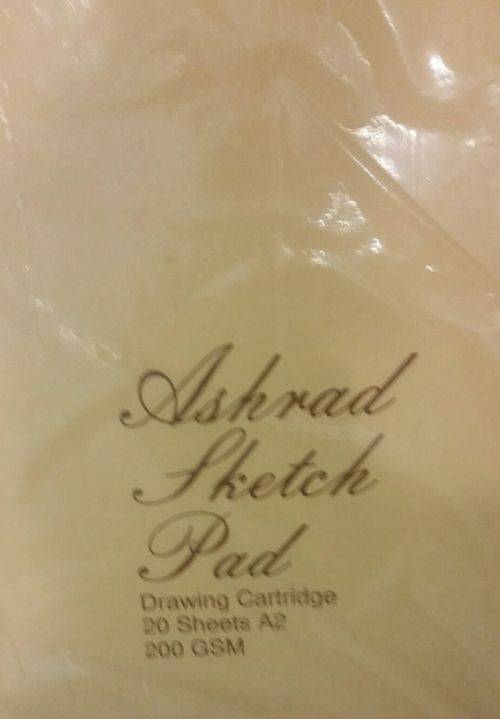 Ashrad
Sketch
Pad
Drawing Cartridge
20 Sheets A2
200 GSM